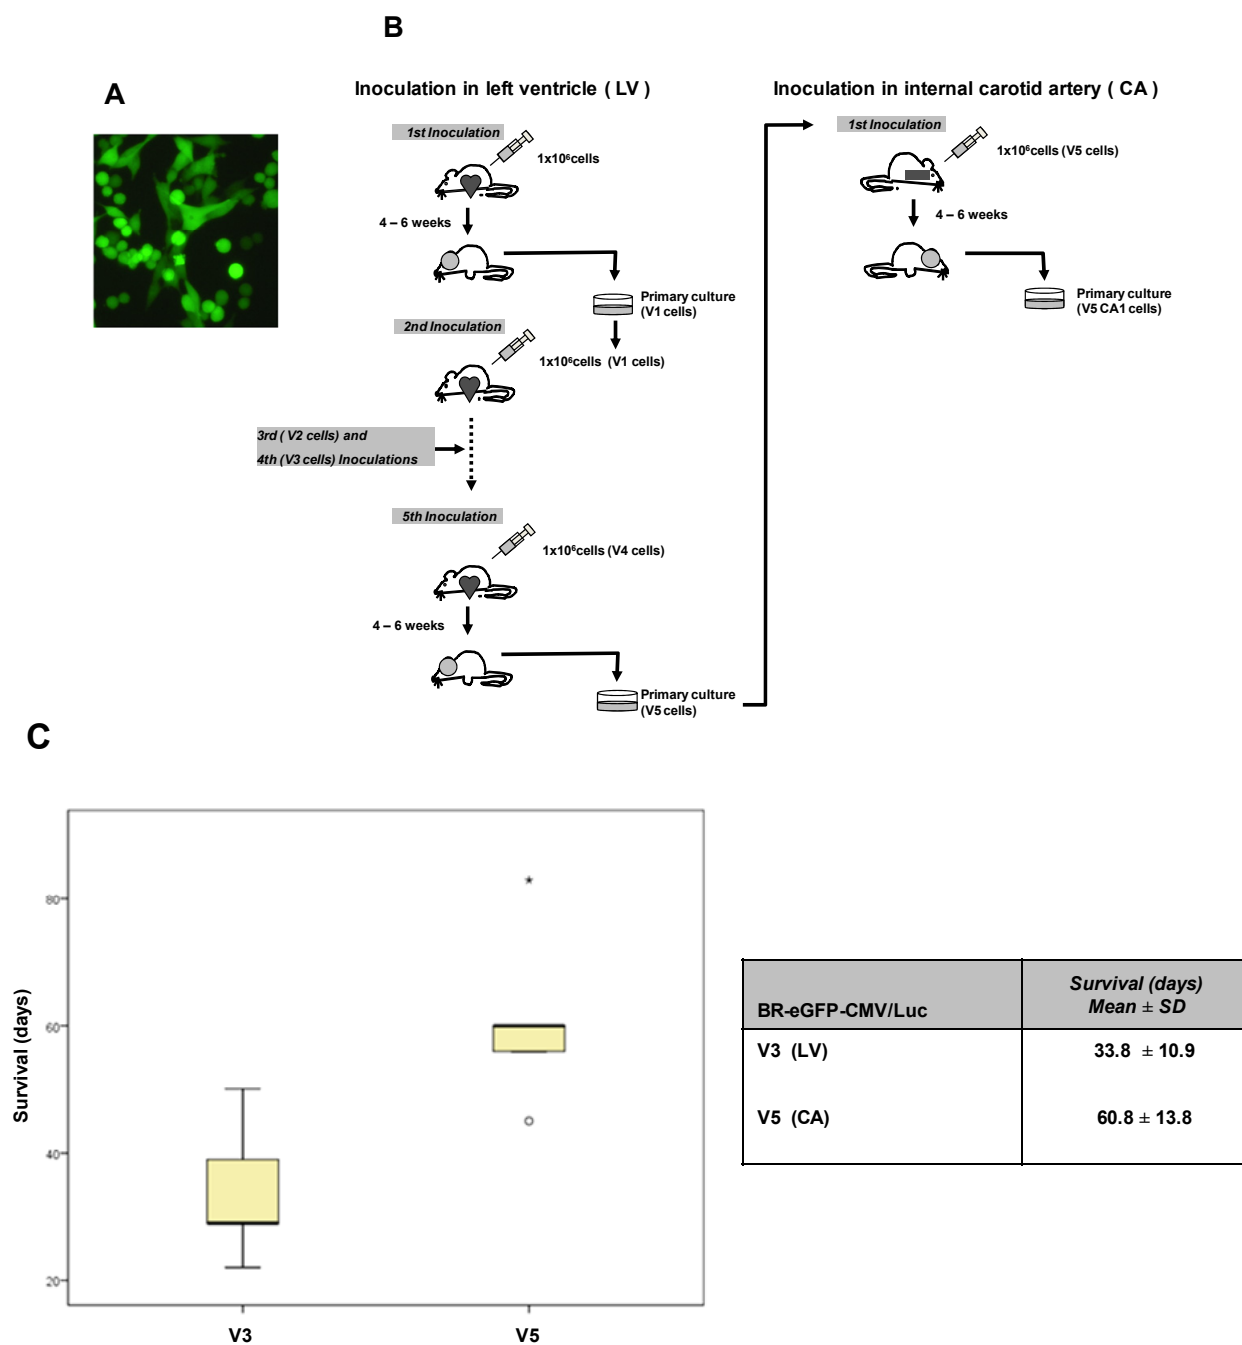 B
A
Inoculation in left ventricle ( LV )
1st Inoculation
1x10⁶cells
4 – 6 weeks
Primary culture
(V1 cells)
2nd Inoculation
1x10⁶cells (V1 cells)
3rd ( V2 cells) and
4th (V3 cells) Inoculations
5th Inoculation
1x10⁶cells (V4 cells)
4 – 6 weeks
Primary culture
(V5 cells)
Inoculation in internal carotid artery ( CA )
1st Inoculation
1x10⁶cells (V5 cells)
4 – 6 weeks
Primary culture
(V5 CA1 cells)
C
Survival (days)
80
60
40
20
V3
V5
BR-eGFP-CMV/Luc
Survival (days)
Mean ± SD
V3 (LV)
33.8 ± 10.9
V5 (CA)
60.8 ± 13.8